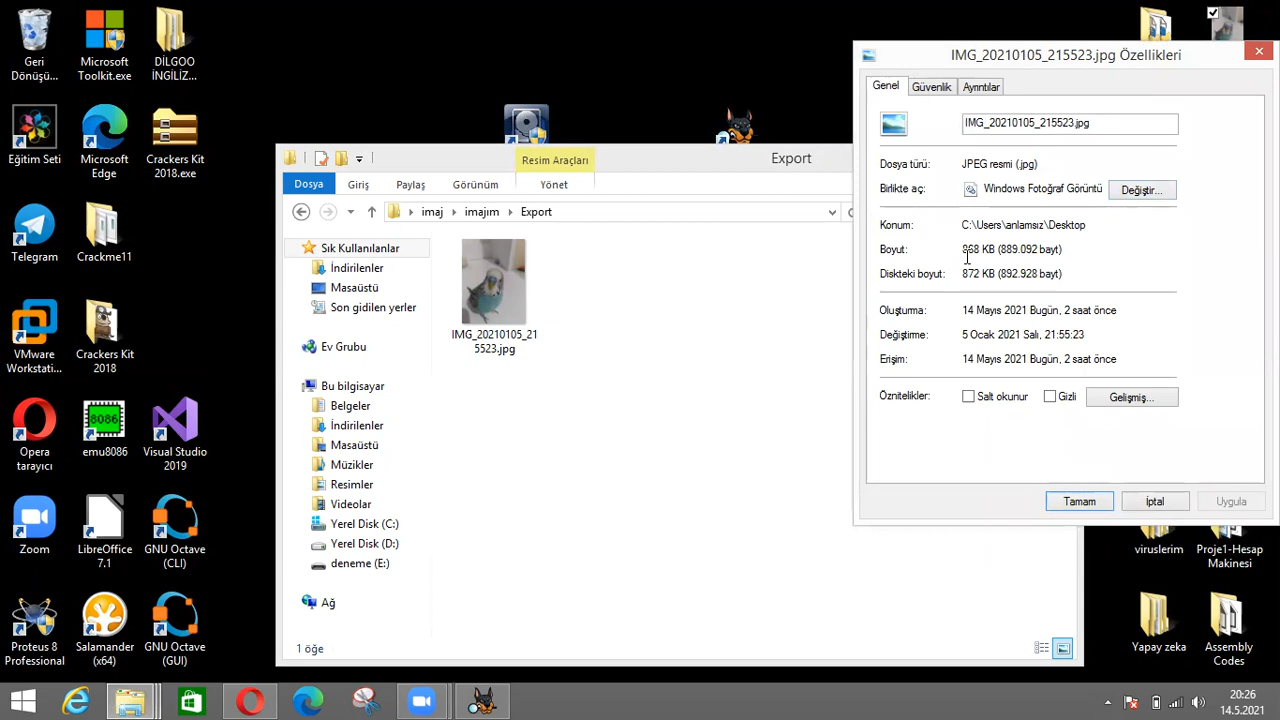 Geri
Dönüşü...
Microsoft
Toolkit.exe
DİLGOO
İNGİLİZ...
Eğitim Seti
Microsoft
Edge
Crackers Kit
2018.exe
Telegram
Crackme11
VMware
Workstati...
Crackers Kit
2018
Opera
tarayıcı
8086
emu8086
Visual Studio
2019
Zoom
LibreOffice
7.1
GNU Octave
(CLI)
Proteus 8
Professional
Salamander
(x64)
GNU Octave
(GUI)
Resim Araçları
Export
Dosya
Giriş
Paylaş
Görünüm
Yönet
imaj
imajım
Export
Sık Kullanılanlar
İndirilenler
Masaüstü
Son gidilen yerler
Ev Grubu
Bu bilgisayar
Belgeler
İndirilenler
Masaüstü
Müzikler
Resimler
Videolar
Yerel Disk (C:)
Yerel Disk (D:)
deneme (E:)
Ağ
IMG_20210105_21
5523.jpg
1 öğe
IMG_20210105_215523.jpg Özellikleri
Genel
Güvenlik
Ayrıntılar
IMG_20210105_215523.jpg
Dosya türü: JPEG resmi (.jpg)
Birlikte aç: Windows Fotoğraf Görüntü Değiştir...
Konum: C:\Users\anlamsız\Desktop
Boyut: 868 KB (889.092 bayt)
Diskteki boyut: 872 KB (892.928 bayt)
Oluşturma: 14 Mayıs 2021 Bugün, 2 saat önce
Değiştirme: 5 Ocak 2021 Salı, 21:55:23
Erişim: 14 Mayıs 2021 Bugün, 2 saat önce
Öznitelikler: Salt okunur Gizli Gelişmiş...
Tamam
İptal
Uygula
viruslerim
Proje1-Hesap
Makinesi
Yapay zeka
Assembly
Codes
20:26
14.5.2021